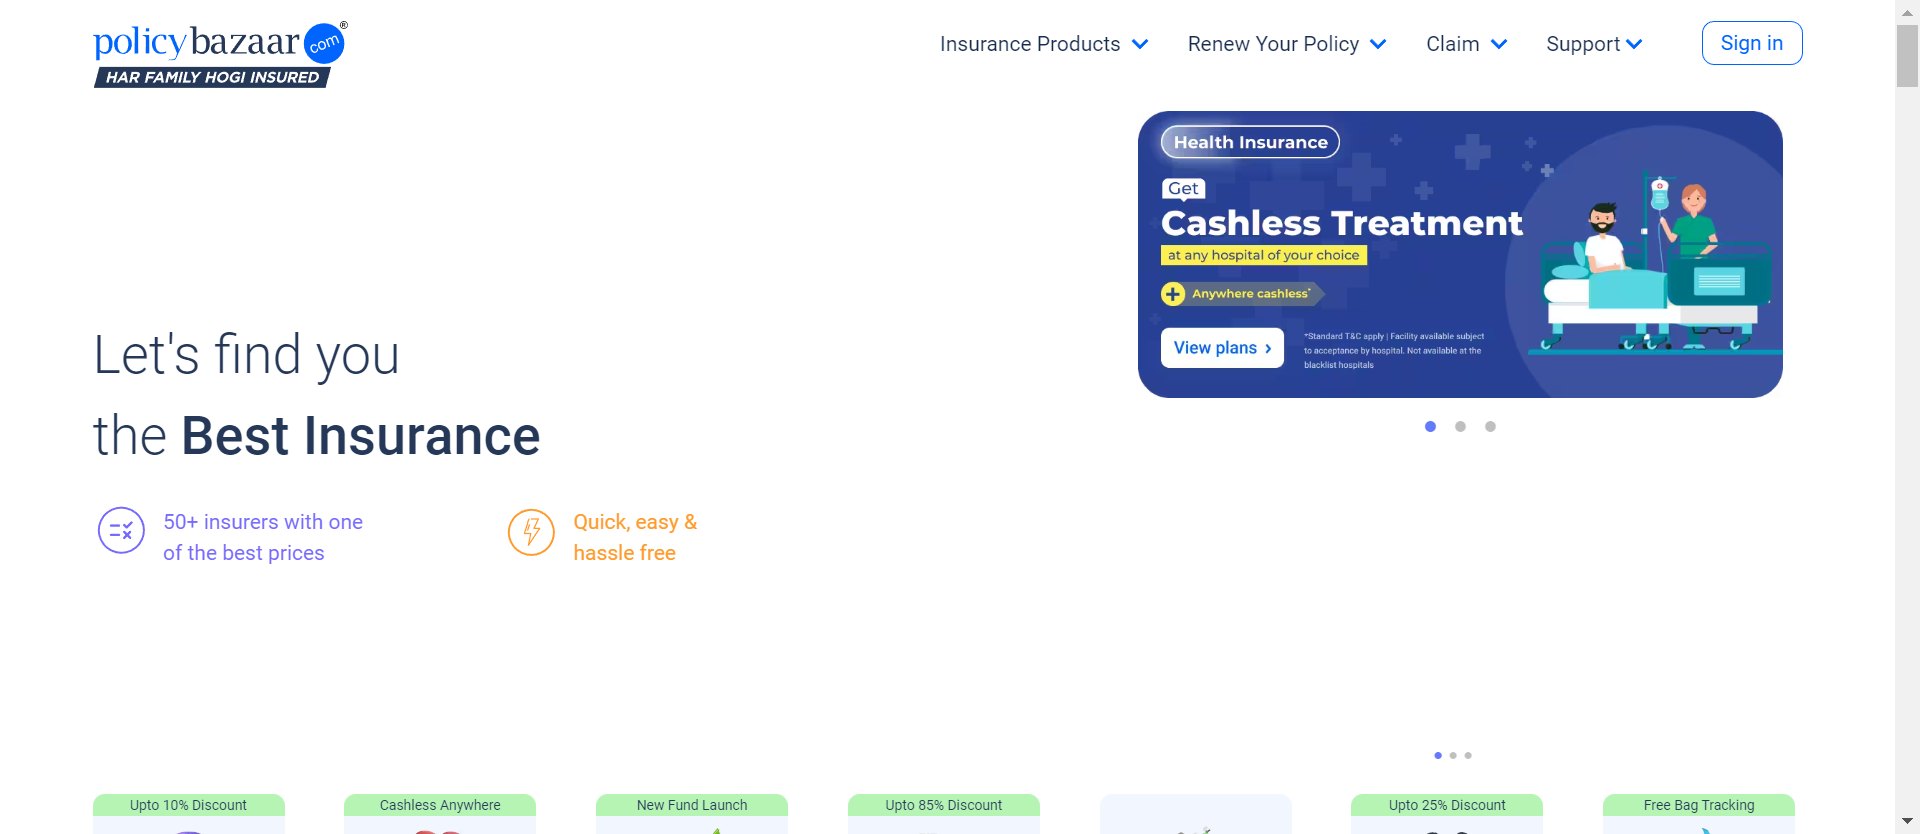 policybazaar.com®
HAR FAMILY HOGI INSURED
Insurance Products
Renew Your Policy
Claim
Support
Sign in
Health Insurance
Get
Cashless Treatment
at any hospital of your choice
Anywhere cashless*
View plans ›
*Standard T&C apply | Facility available subject
to acceptance by hospital. Not available at the
blacklist hospitals
Let's find you
the Best Insurance
50+ insurers with one
of the best prices
Quick, easy &
hassle free
Upto 10% Discount
Cashless Anywhere
New Fund Launch
Upto 85% Discount
Upto 25% Discount
Free Bag Tracking